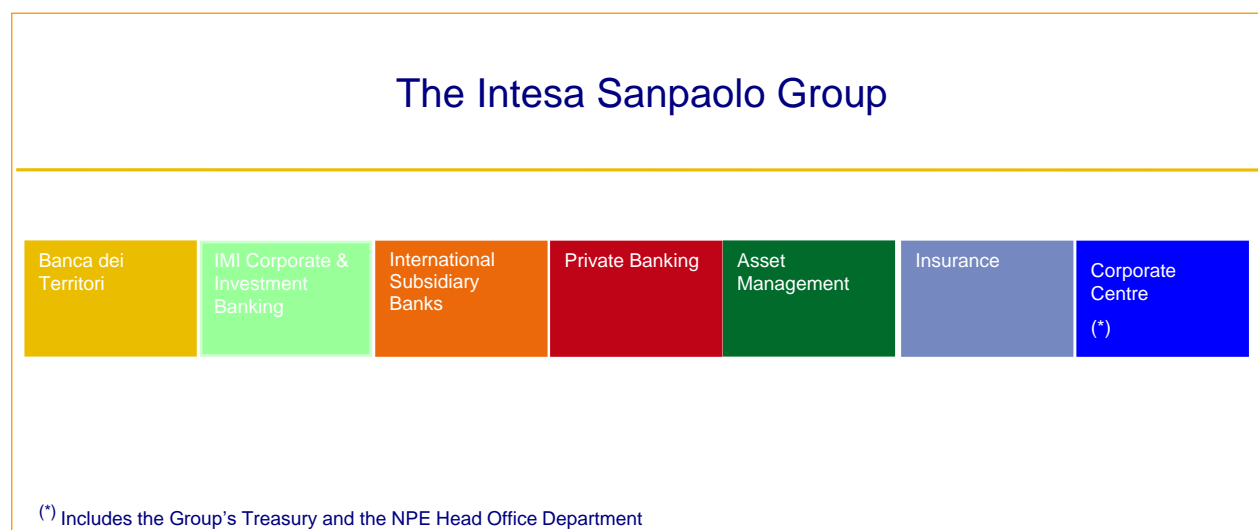 The Intesa Sanpaolo Group
Banca dei
Territori
IMI Corporate &
Investment
Banking
International
Subsidiary
Banks
Private Banking
Asset
Management
Insurance
Corporate
Centre
(*)
(*) Includes the Group's Treasury and the NPE Head Office Department